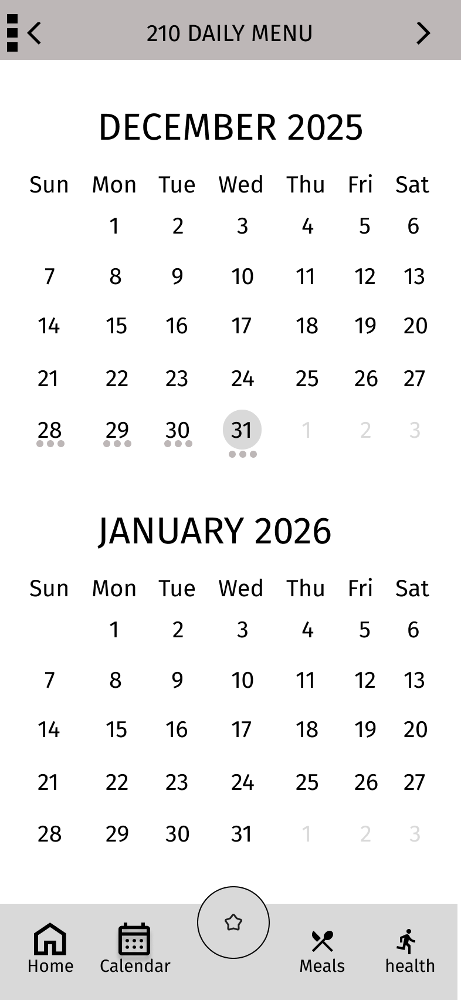 210 DAILY MENU
DECEMBER 2025
Sun Mon Tue Wed Thu Fri Sat
1 2 3 4 5 6
7 8 9 10 11 12 13
14 15 16 17 18 19 20
21 22 23 24 25 26 27
28 29 30 31 1 2 3
JANUARY 2026
Sun Mon Tue Wed Thu Fri Sat
1 2 3 4 5 6
7 8 9 10 11 12 13
14 15 16 17 18 19 20
21 22 23 24 25 26 27
28 29 30 31 1 2 3
Home Calendar Meals health